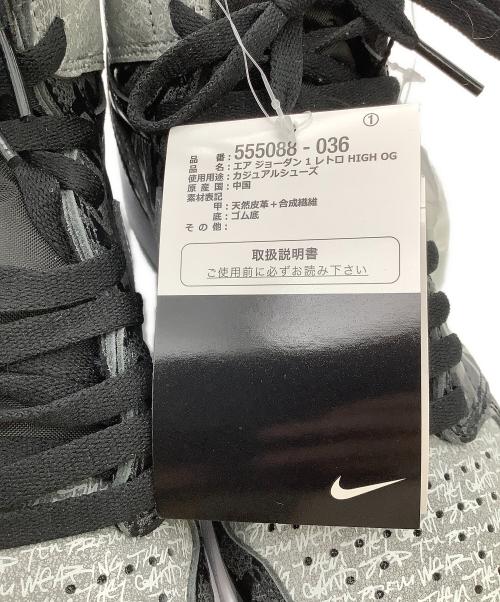 ①
品番：555088 - 036
品名：エア ジョーダン 1 レトロ HIGH OG
使用用途：カジュアルシューズ
原産国：中国
素材表記
甲：天然皮革＋合成繊維
底：ゴム底
その他：
取扱説明書
ご使用前に必ずお読み下さい